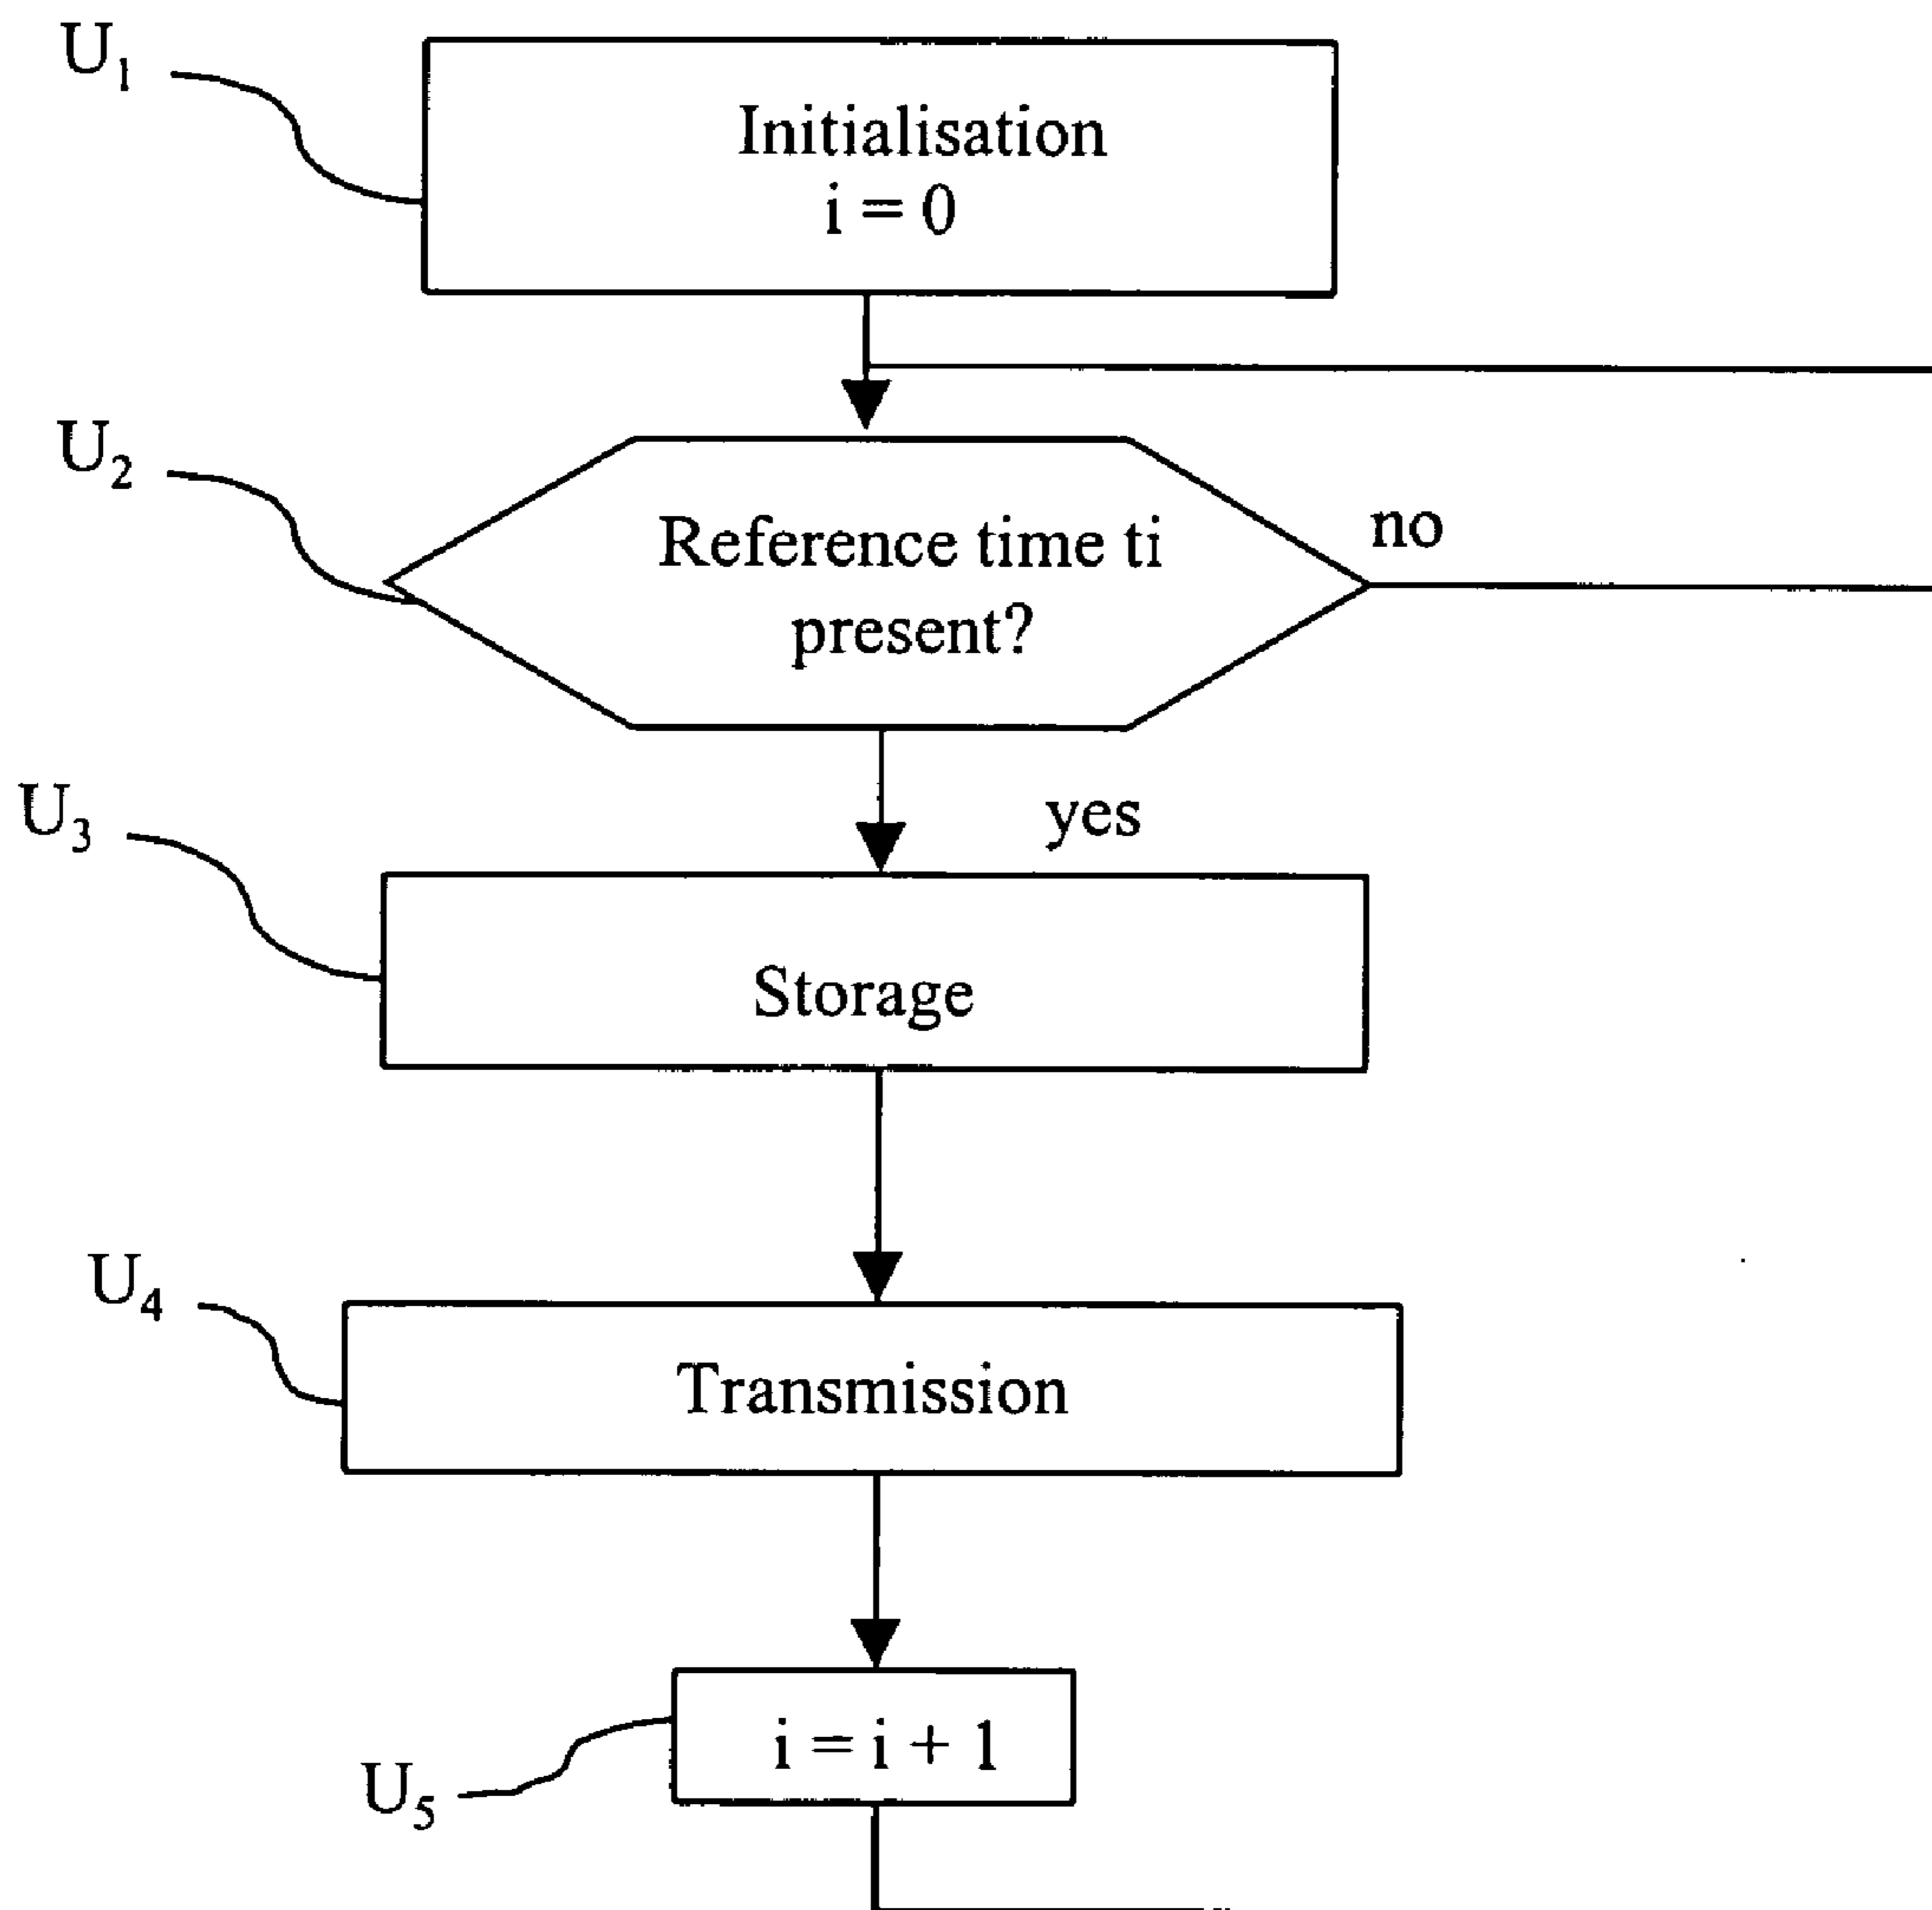 U1
Initialisation
i = 0
U2
Reference time ti
present?
no
yes
U3
Storage
U4
Transmission
i = i + 1
U5